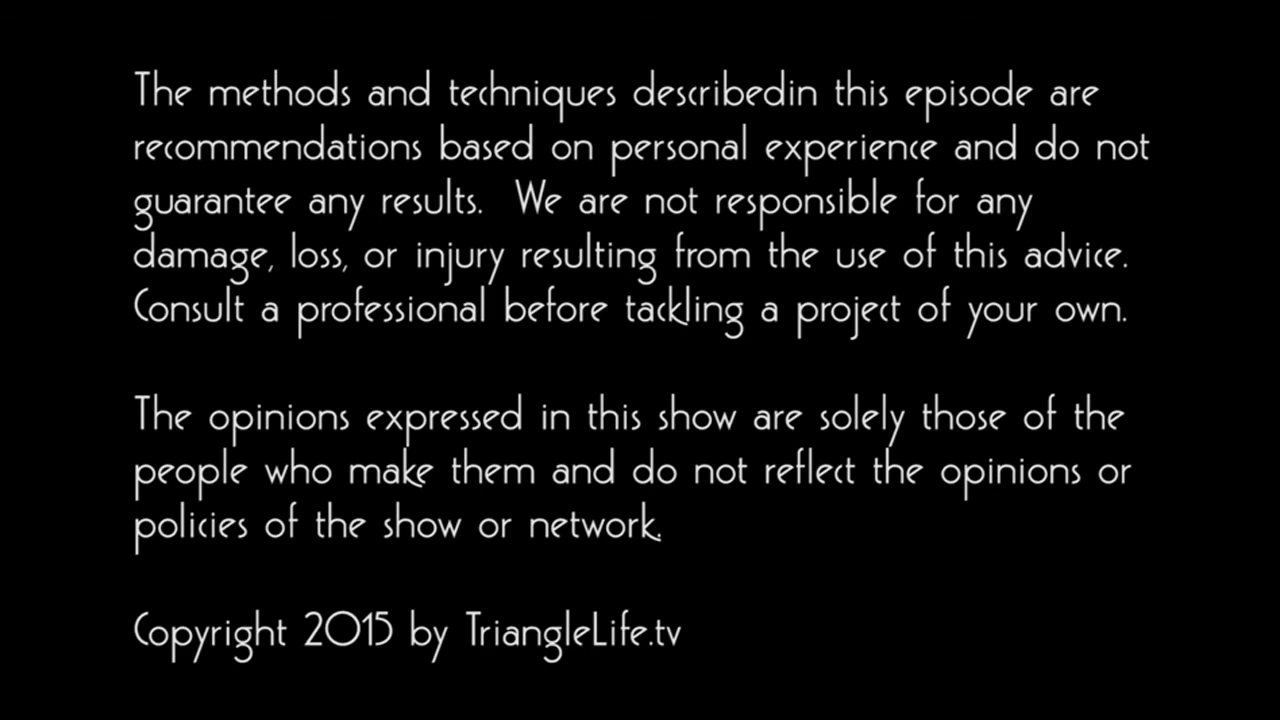 The methods and techniques describedin this episode are
recommendations based on personal experience and do not
guarantee any results.  We are not responsible for any
damage, loss, or injury resulting from the use of this advice.
Consult a professional before tackling a project of your own.
The opinions expressed in this show are solely those of the
people who make them and do not reflect the opinions or
policies of the show or network.
Copyright 2015 by TriangleLife.tv